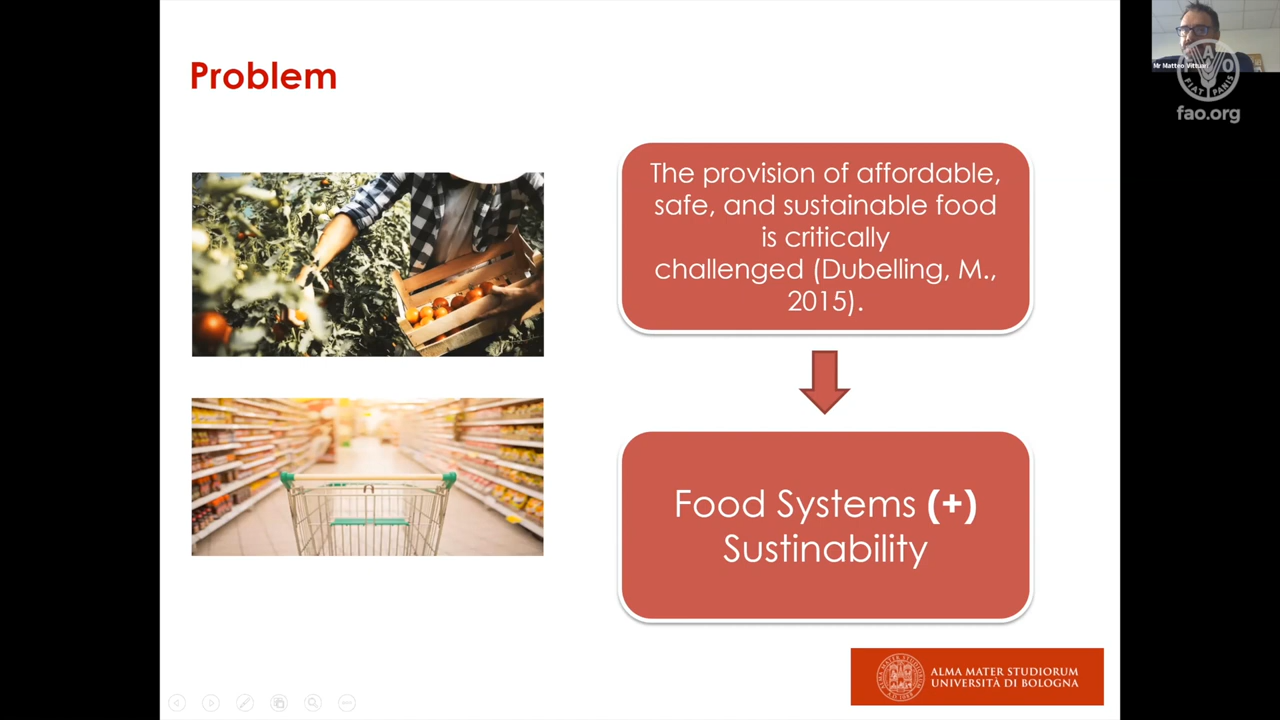 Problem
The provision of affordable,
safe, and sustainable food
is critically
challenged (Dubelling, M.,
2015).
Food Systems (+)
Sustinability
ALMA MATER STUDIORUM
UNIVERSITÀ DI BOLOGNA
Mr Matteo Vittuari
FAO
FIAT PANIS
fao.org